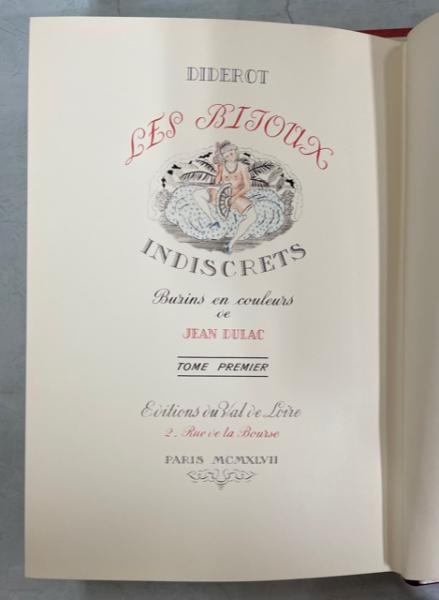 DIDEROT
LES BIJOUX
INDISCRETS
Burins en couleurs
de
JEAN DULAC
TOME PREMIER
Editions du Val de Loire
2. Rue de la Bourse
PARIS MCMXLVII